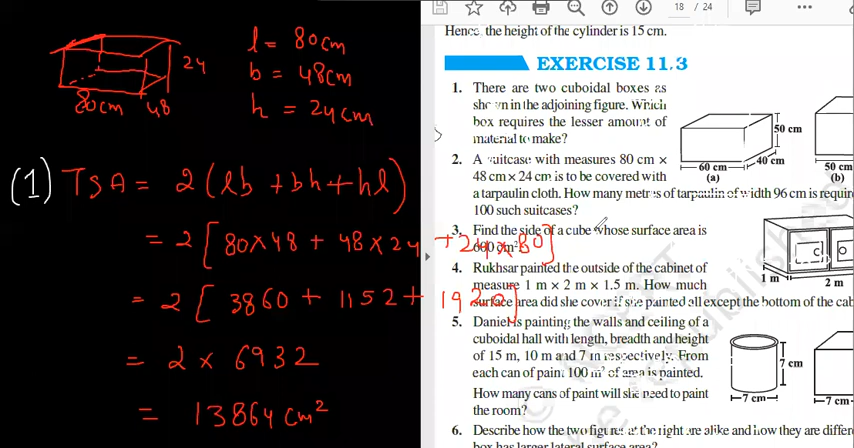 l = 80cm
b = 48cm
h = 24cm
24
80cm 48
(1) TSA = 2(lb + bh + hl)
= 2[80×48 + 48×24 + 24×80]
= 2[3860 + 1152 + 1920]
= 2 × 6932
= 13864 cm²
18 / 24
Hence, the height of the cylinder is 15 cm.
EXERCISE 11.3
1. There are two cuboidal boxes as
shown in the adjoining figure. Which
box requires the lesser amount of
material to make?
50 cm
40 cm
60 cm
(a)
50 cm
(b)
2. A suitcase with measures 80 cm ×
48 cm × 24 cm is to be covered with
a tarpaulin cloth. How many metres of tarpaulin of width 96 cm is
100 such suitcases?
3. Find the side of a cube whose surface area is
600 cm².
4. Rukhsar painted the outside of the cabinet of
measure 1 m × 2 m × 1.5 m. How much
surface area did she cover if she painted all except the bottom of the
1 m
2 m
5. Daniel is painting the walls and ceiling of a
cuboidal hall with length, breadth and height
of 15 m, 10 m and 7 m respectively. From
each can of paint 100 m² of area is painted.
How many cans of paint will she need to paint
the room?
7 cm
7 cm
7 cm
6. Describe how the two figures at the right are alike and how they are
box has larger lateral surface area?